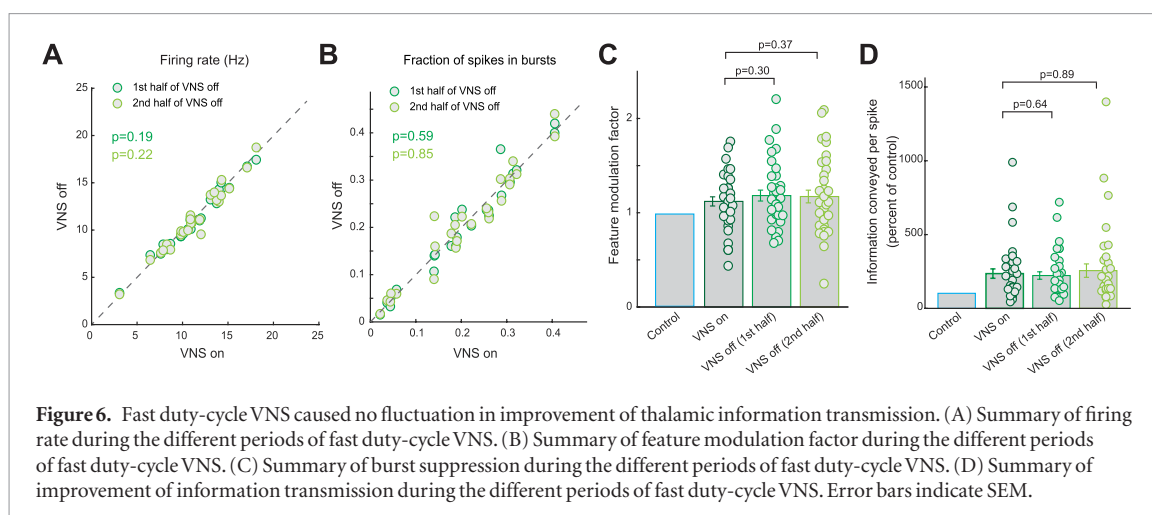 A
Firing rate (Hz)
1st half of VNS off
2nd half of VNS off
p=0.19
p=0.22
VNS off
25
20
15
10
5
0
0
5
10
15
20
25
VNS on
B
Fraction of spikes in bursts
1st half of VNS off
2nd half of VNS off
p=0.59
p=0.85
VNS off
0.4
0.3
0.2
0.1
0
0
0.1
0.2
0.3
0.4
VNS on
C
p=0.37
p=0.30
Feature modulation factor
2
1
0
Control
VNS on
VNS off (1st half)
VNS off (2nd half)
D
p=0.89
p=0.64
Information conveyed per spike
(percent of control)
1500
1000
500
0
Control
VNS on
VNS off (1st half)
VNS off (2nd half)
Figure 6. Fast duty-cycle VNS caused no fluctuation in improvement of thalamic information transmission. (A) Summary of firing
rate during the different periods of fast duty-cycle VNS. (B) Summary of feature modulation factor during the different periods
of fast duty-cycle VNS. (C) Summary of burst suppression during the different periods of fast duty-cycle VNS. (D) Summary of
improvement of information transmission during the different periods of fast duty-cycle VNS. Error bars indicate SEM.